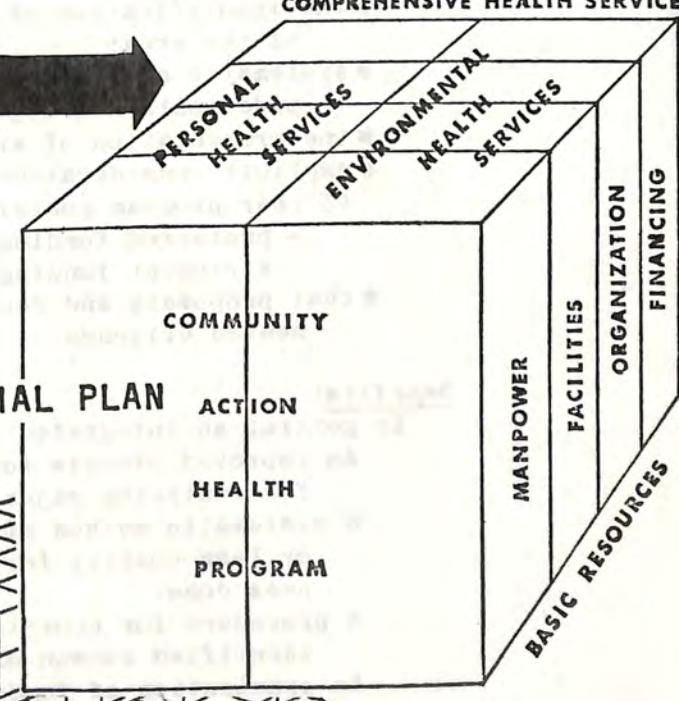 COMPREHENSIVE HEALTH SERVICE
PERSONAL
HEALTH
SERVICES
ENVIRONMENTAL
HEALTH
SERVICES
COMMUNITY
ACTION
HEALTH
PROGRAM
IAL PLAN
MANPOWER
FACILITIES
ORGANIZATION
FINANCING
BASIC RESOURCES